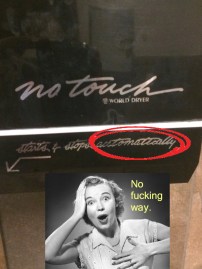 no touch
WORLD DRYER
starts & stops automatically
No
fucking
way.